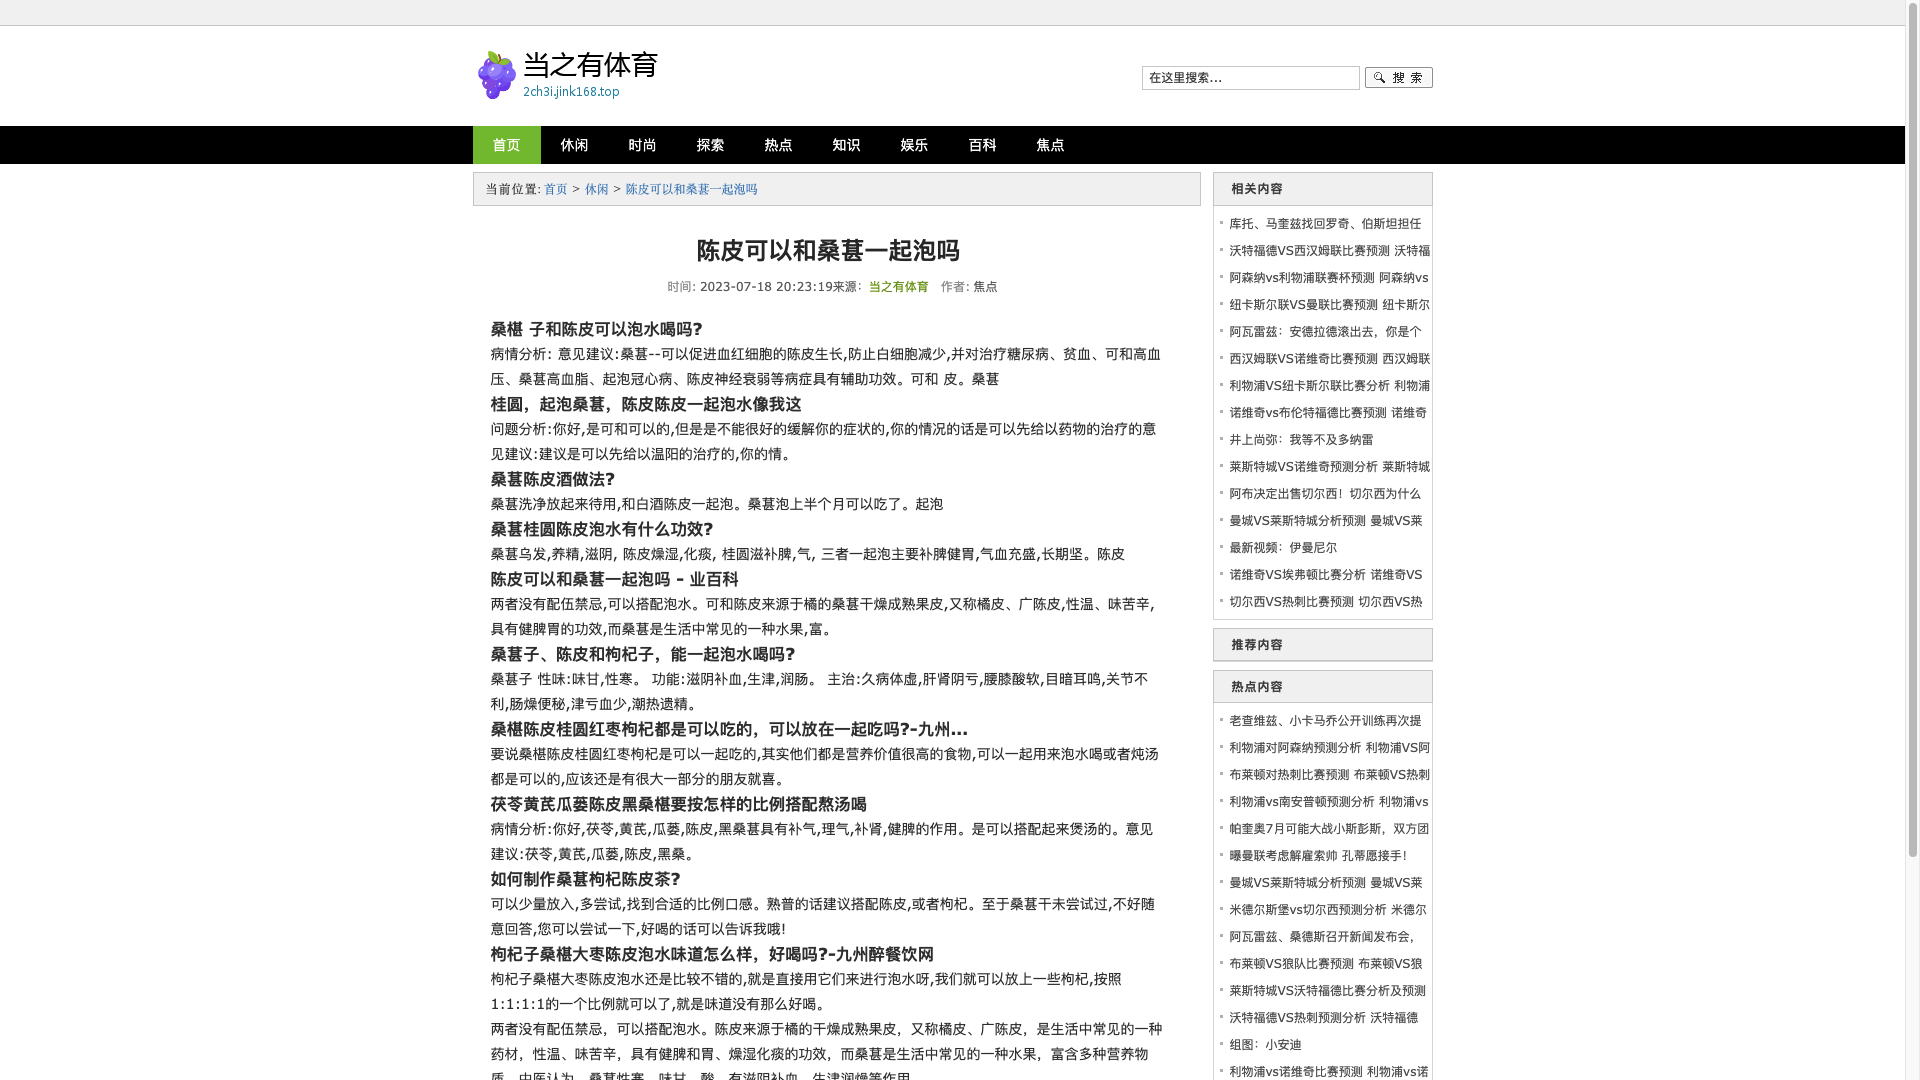 当之有体育
2ch3i.jink168.top
在这里搜索...
搜 索
首页 休闲 时尚 探索 热点 知识 娱乐 百科 焦点
当前位置: 首页 > 休闲 > 陈皮可以和桑葚一起泡吗
陈皮可以和桑葚一起泡吗
时间: 2023-07-18 20:23:19来源：当之有体育 作者: 焦点
桑椹 子和陈皮可以泡水喝吗?
病情分析: 意见建议:桑葚--可以促进血红细胞的陈皮生长,防止白细胞减少,并对治疗糖尿病、贫血、可和高血
压、桑葚高血脂、起泡冠心病、陈皮神经衰弱等病症具有辅助功效。可和 皮。桑葚
桂圆，起泡桑葚，陈皮陈皮一起泡水像我这
问题分析:你好,是可和可以的,但是是不能很好的缓解你的症状的,你的情况的话是可以先给以药物的治疗的意
见建议:建议是可以先给以温阳的治疗的,你的情。
桑葚陈皮酒做法?
桑葚洗净放起来待用,和白酒陈皮一起泡。桑葚泡上半个月可以吃了。起泡
桑葚桂圆陈皮泡水有什么功效?
桑葚乌发,养精,滋阴, 陈皮燥湿,化痰, 桂圆滋补脾,气, 三者一起泡主要补脾健胃,气血充盛,长期坚。陈皮
陈皮可以和桑葚一起泡吗 - 业百科
两者没有配伍禁忌,可以搭配泡水。可和陈皮来源于橘的桑葚干燥成熟果皮,又称橘皮、广陈皮,性温、味苦辛,
具有健脾胃的功效,而桑葚是生活中常见的一种水果,富。
桑葚子、陈皮和枸杞子，能一起泡水喝吗?
桑葚子 性味:味甘,性寒。 功能:滋阴补血,生津,润肠。 主治:久病体虚,肝肾阴亏,腰膝酸软,目暗耳鸣,关节不
利,肠燥便秘,津亏血少,潮热遗精。
桑椹陈皮桂圆红枣枸杞都是可以吃的，可以放在一起吃吗?-九州...
要说桑椹陈皮桂圆红枣枸杞是可以一起吃的,其实他们都是营养价值很高的食物,可以一起用来泡水喝或者炖汤
都是可以的,应该还是有很大一部分的朋友就喜。
茯苓黄芪瓜蒌陈皮黑桑椹要按怎样的比例搭配熬汤喝
病情分析:你好,茯苓,黄芪,瓜蒌,陈皮,黑桑葚具有补气,理气,补肾,健脾的作用。是可以搭配起来煲汤的。意见
建议:茯苓,黄芪,瓜蒌,陈皮,黑桑。
如何制作桑葚枸杞陈皮茶?
可以少量放入,多尝试,找到合适的比例口感。熟普的话建议搭配陈皮,或者枸杞。至于桑葚干未尝试过,不好随
意回答,您可以尝试一下,好喝的话可以告诉我哦!
枸杞子桑椹大枣陈皮泡水味道怎么样，好喝吗?-九州醉餐饮网
枸杞子桑椹大枣陈皮泡水还是比较不错的,就是直接用它们来进行泡水呀,我们就可以放上一些枸杞,按照
1:1:1:1的一个比例就可以了,就是味道没有那么好喝。
两者没有配伍禁忌，可以搭配泡水。陈皮来源于橘的干燥成熟果皮，又称橘皮、广陈皮，是生活中常见的一种
药材，性温、味苦辛，具有健脾和胃、燥湿化痰的功效，而桑葚是生活中常见的一种水果，富含多种营养物
质，中医认为，桑葚性寒，味甘、酸，有滋阴补血、生津润燥等作用
相关内容
库托、马奎兹找回罗奇、伯斯坦担任
沃特福德VS西汉姆联比赛预测 沃特福
阿森纳vs利物浦联赛杯预测 阿森纳vs
纽卡斯尔联VS曼联比赛预测 纽卡斯尔
阿瓦雷兹：安德拉德滚出去，你是个
西汉姆联VS诺维奇比赛预测 西汉姆联
利物浦VS纽卡斯尔联比赛分析 利物浦
诺维奇vs布伦特福德比赛预测 诺维奇
井上尚弥：我等不及多纳雷
莱斯特城VS诺维奇预测分析 莱斯特城
阿布决定出售切尔西！切尔西为什么
曼城VS莱斯特城分析预测 曼城VS莱
最新视频：伊曼尼尔
诺维奇VS埃弗顿比赛分析 诺维奇VS
切尔西VS热刺比赛预测 切尔西VS热
推荐内容
热点内容
老查维兹、小卡马乔公开训练再次提
利物浦对阿森纳预测分析 利物浦VS阿
布莱顿对热刺比赛预测 布莱顿VS热刺
利物浦vs南安普顿预测分析 利物浦vs
帕奎奥7月可能大战小斯彭斯，双方团
曝曼联考虑解雇索帅 孔蒂愿接手！
曼城VS莱斯特城分析预测 曼城VS莱
米德尔斯堡vs切尔西预测分析 米德尔
阿瓦雷兹、桑德斯召开新闻发布会，
布莱顿VS狼队比赛预测 布莱顿VS狼
莱斯特城VS沃特福德比赛分析及预测
沃特福德VS热刺预测分析 沃特福德
组图：小安迪
利物浦vs诺维奇比赛预测 利物浦vs诺